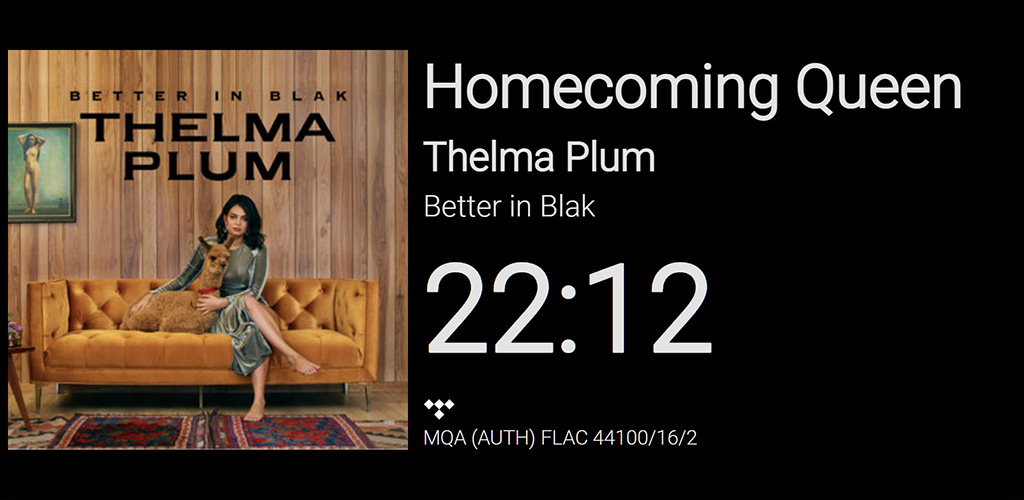 BETTER IN BLAK
THELMA
PLUM
Homecoming Queen
Thelma Plum
Better in Blak
22:12
MQA (AUTH) FLAC 44100/16/2